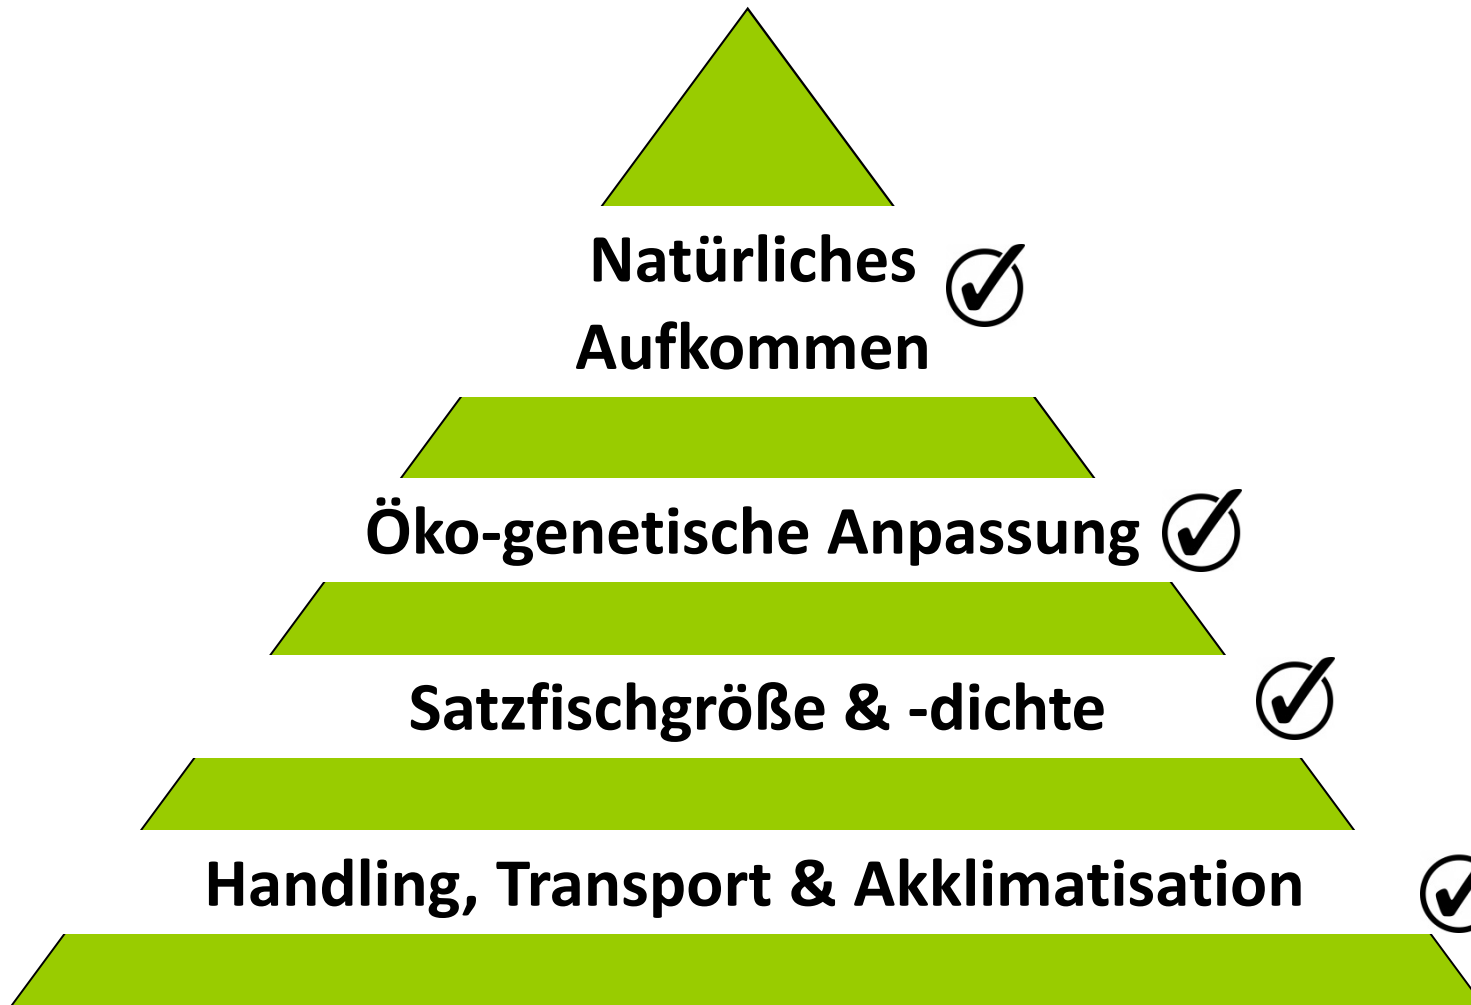 Natürliches
Aufkommen
Öko-genetische Anpassung
Satzfischgröße & -dichte
Handling, Transport & Akklimatisation